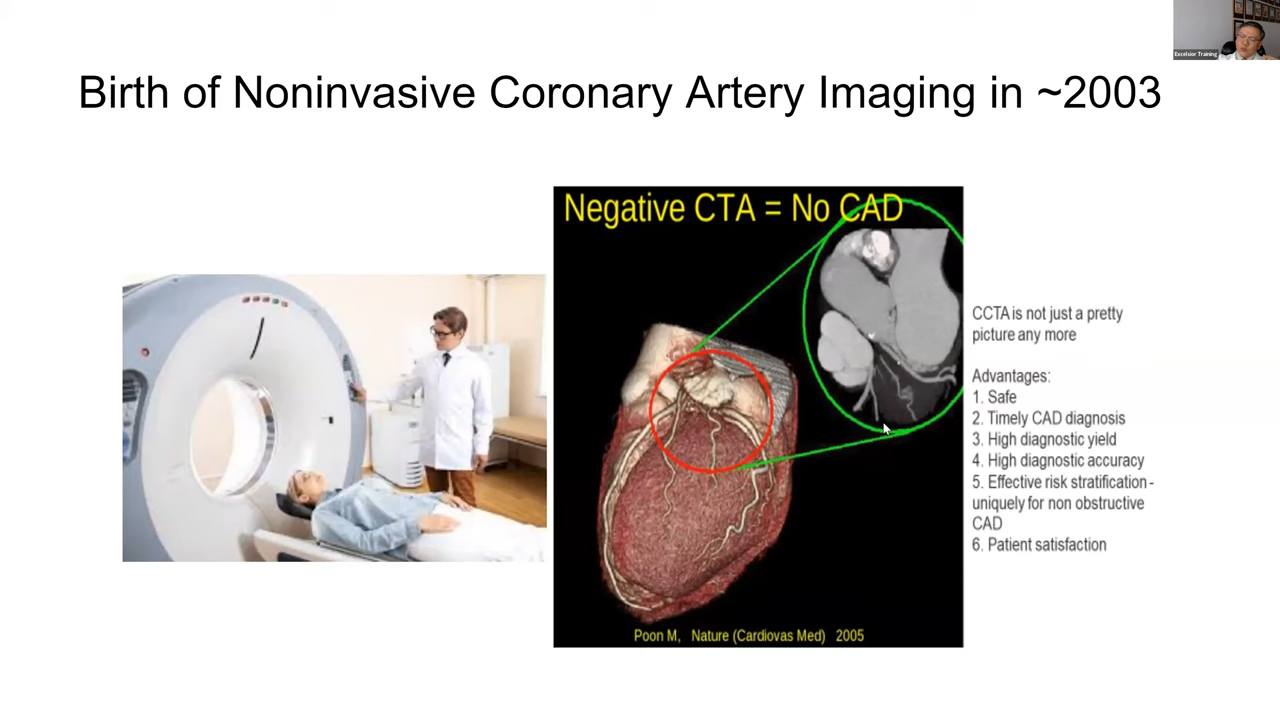 Excelsior Training
Birth of Noninvasive Coronary Artery Imaging in ~2003
Negative CTA = No CAD
CCTA is not just a pretty
picture any more
Advantages:
1. Safe
2. Timely CAD diagnosis
3. High diagnostic yield
4. High diagnostic accuracy
5. Effective risk stratification -
uniquely for non obstructive
CAD
6. Patient satisfaction
Poon M, Nature (Cardiovas Med) 2005